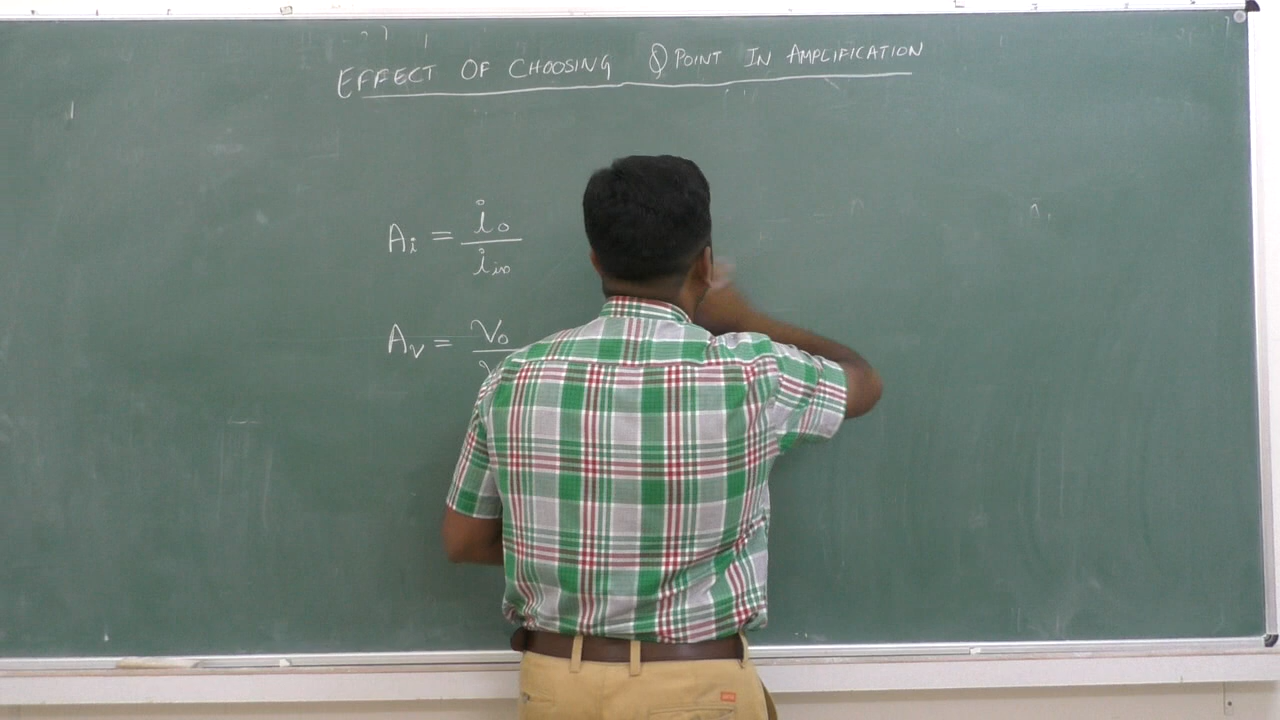 EFFECT OF CHOOSING Q POINT IN AMPLIFICATION
Ai = io / iin
Av = vo /